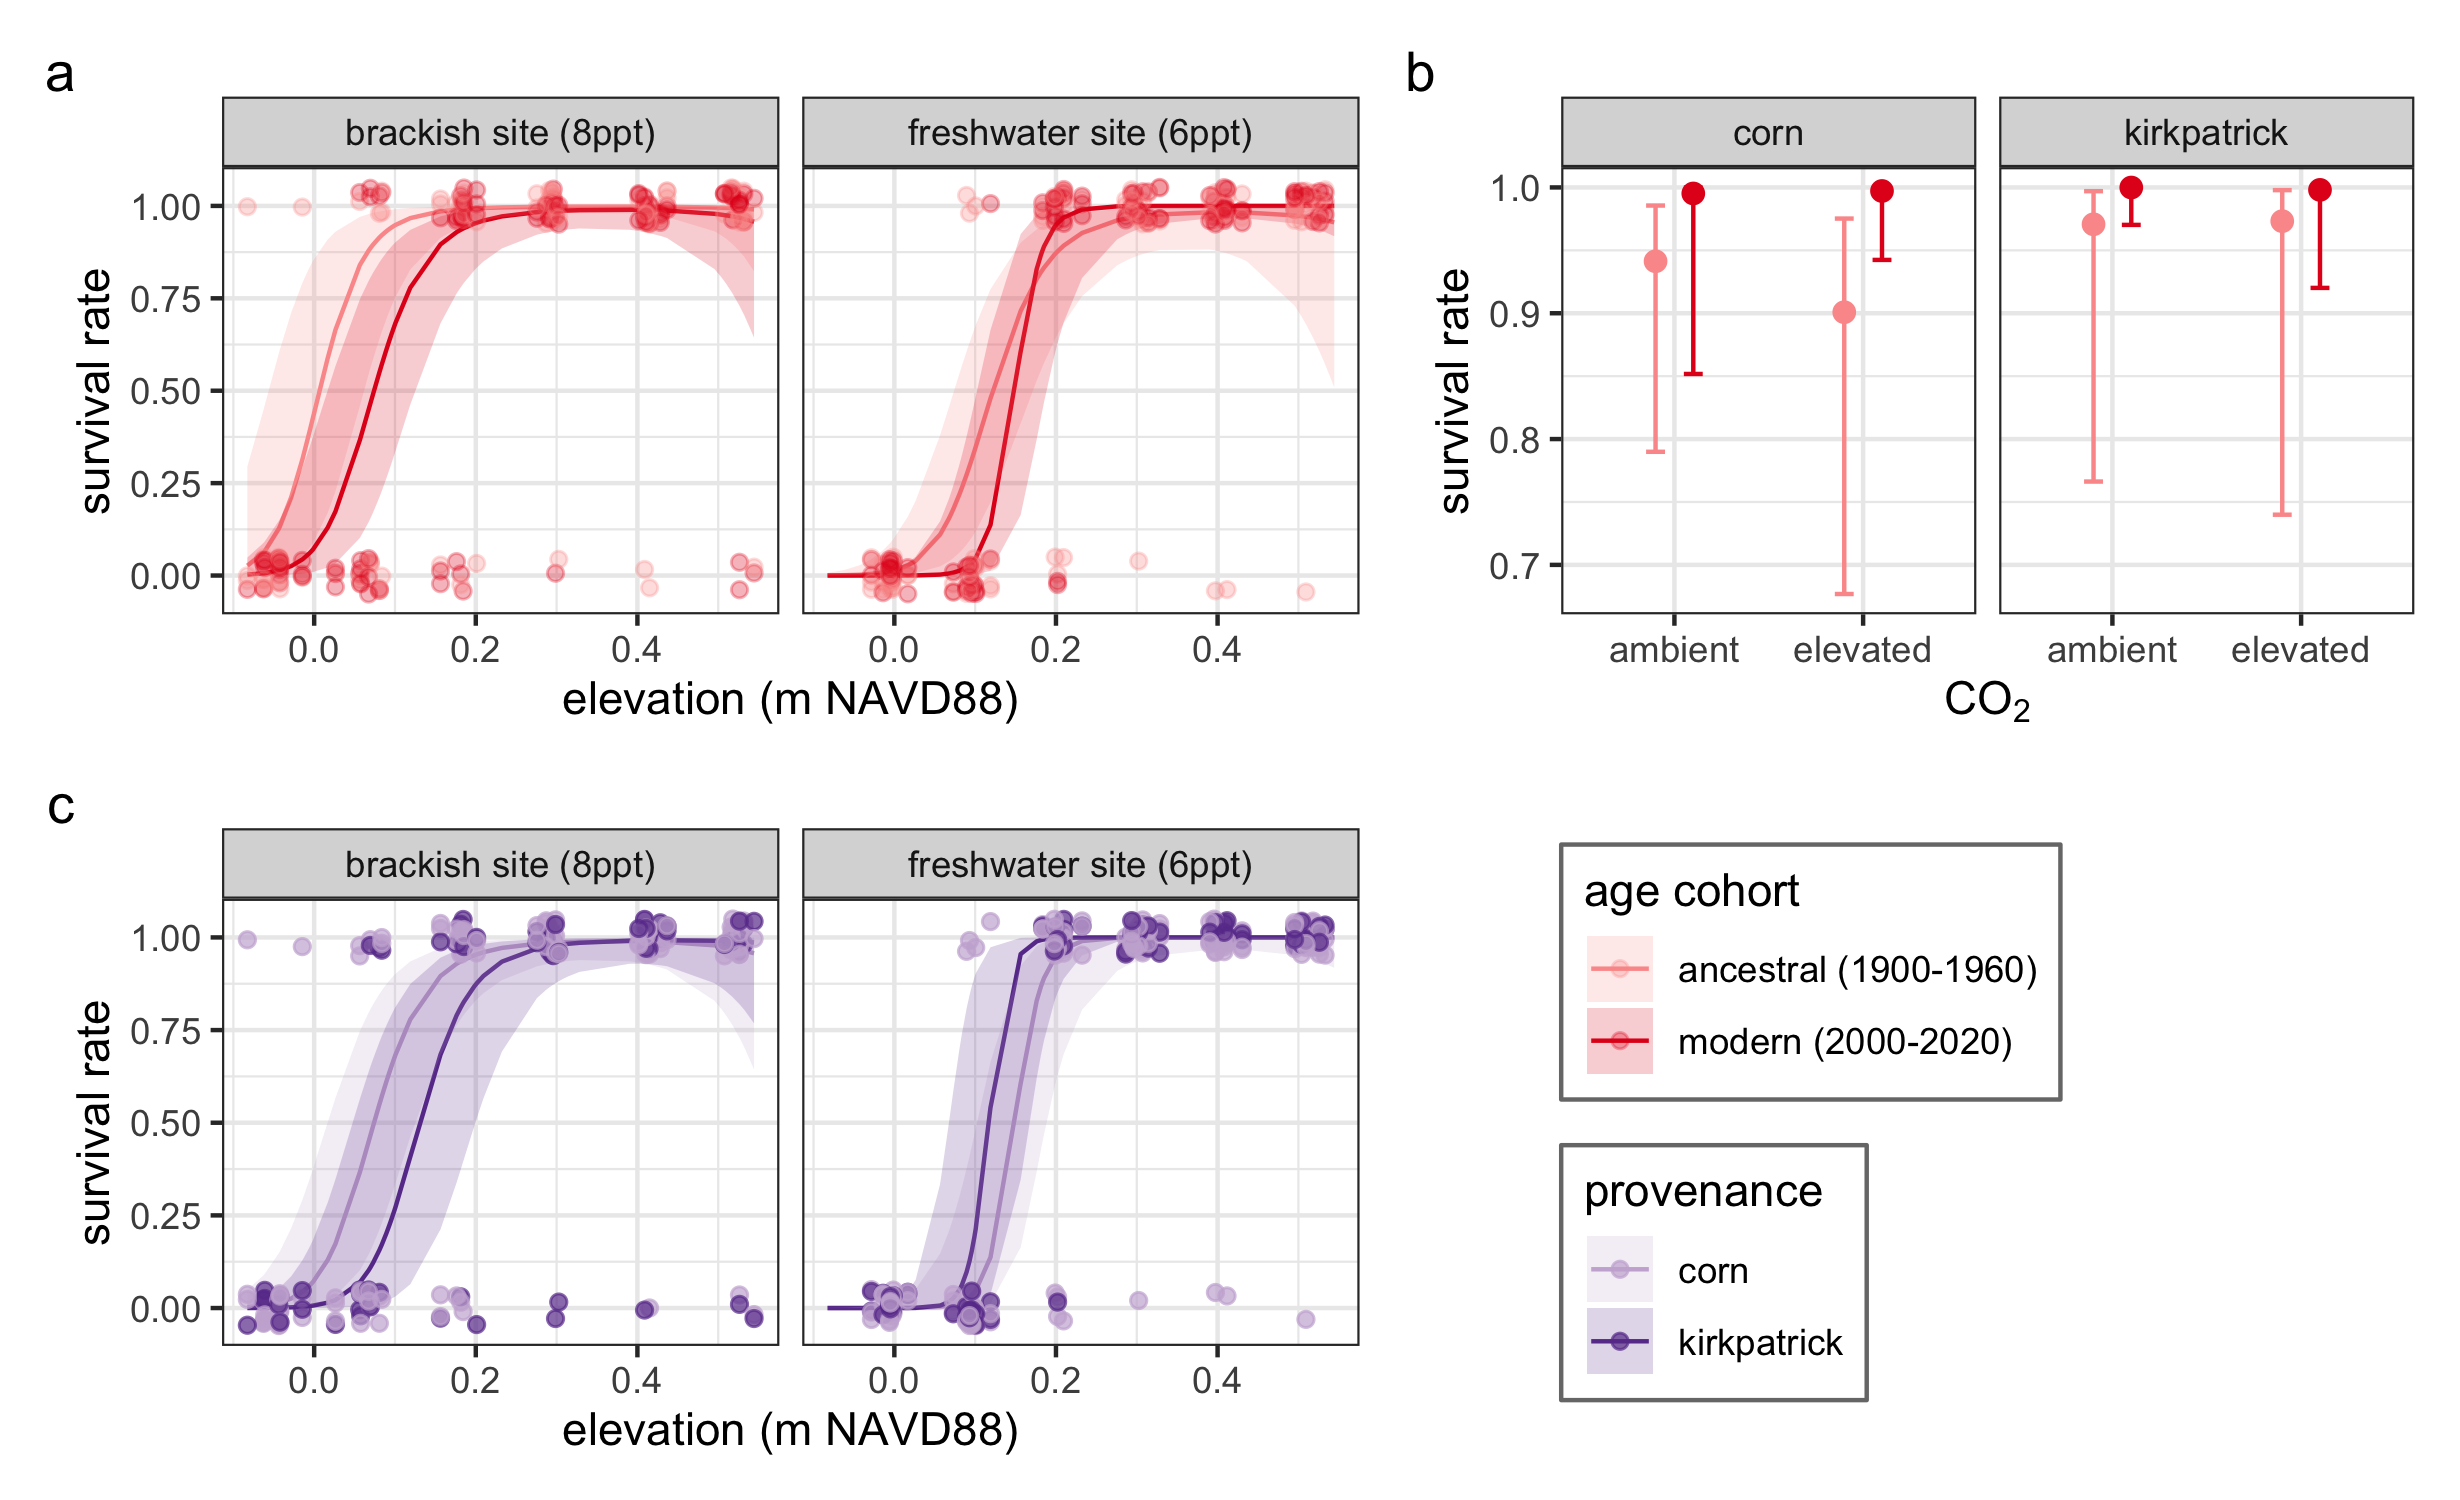 a
brackish site (8ppt)
freshwater site (6ppt)
survival rate
1.00
0.75
0.50
0.25
0.00
0.0
0.2
0.4
0.0
0.2
0.4
elevation (m NAVD88)
b
corn
kirkpatrick
survival rate
1.0
0.9
0.8
0.7
ambient
elevated
ambient
elevated
CO₂
c
brackish site (8ppt)
freshwater site (6ppt)
survival rate
1.00
0.75
0.50
0.25
0.00
0.0
0.2
0.4
0.0
0.2
0.4
elevation (m NAVD88)
age cohort
ancestral (1900-1960)
modern (2000-2020)
provenance
corn
kirkpatrick